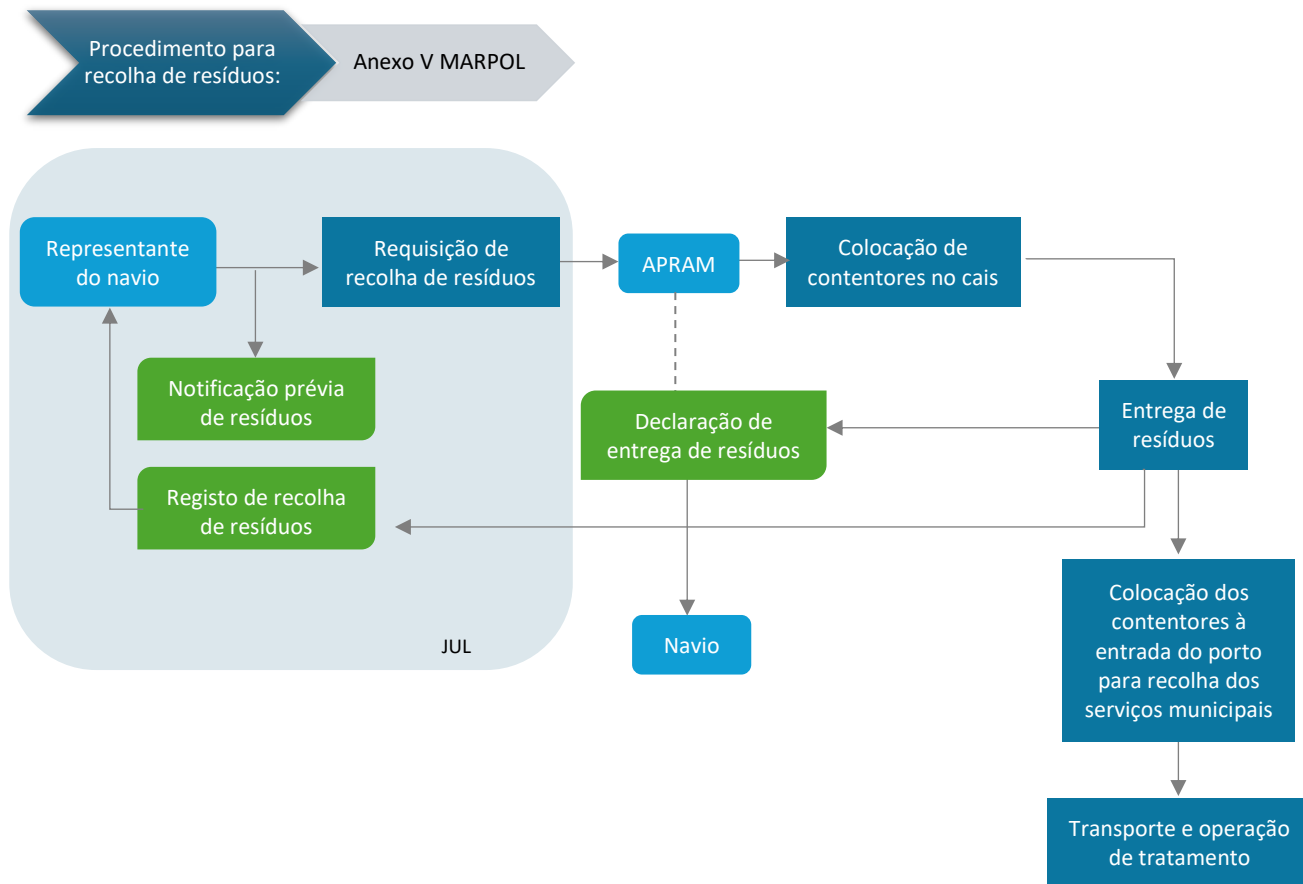 Procedimento para
recolha de resíduos:
Anexo V MARPOL
Representante
do navio
Requisição de
recolha de resíduos
APRAM
Colocação de
contentores no cais
Notificação prévia
de resíduos
Declaração de
entrega de resíduos
Entrega de
resíduos
Registo de recolha
de resíduos
JUL
Navio
Colocação dos
contentores à
entrada do porto
para recolha dos
serviços municipais
Transporte e operação
de tratamento